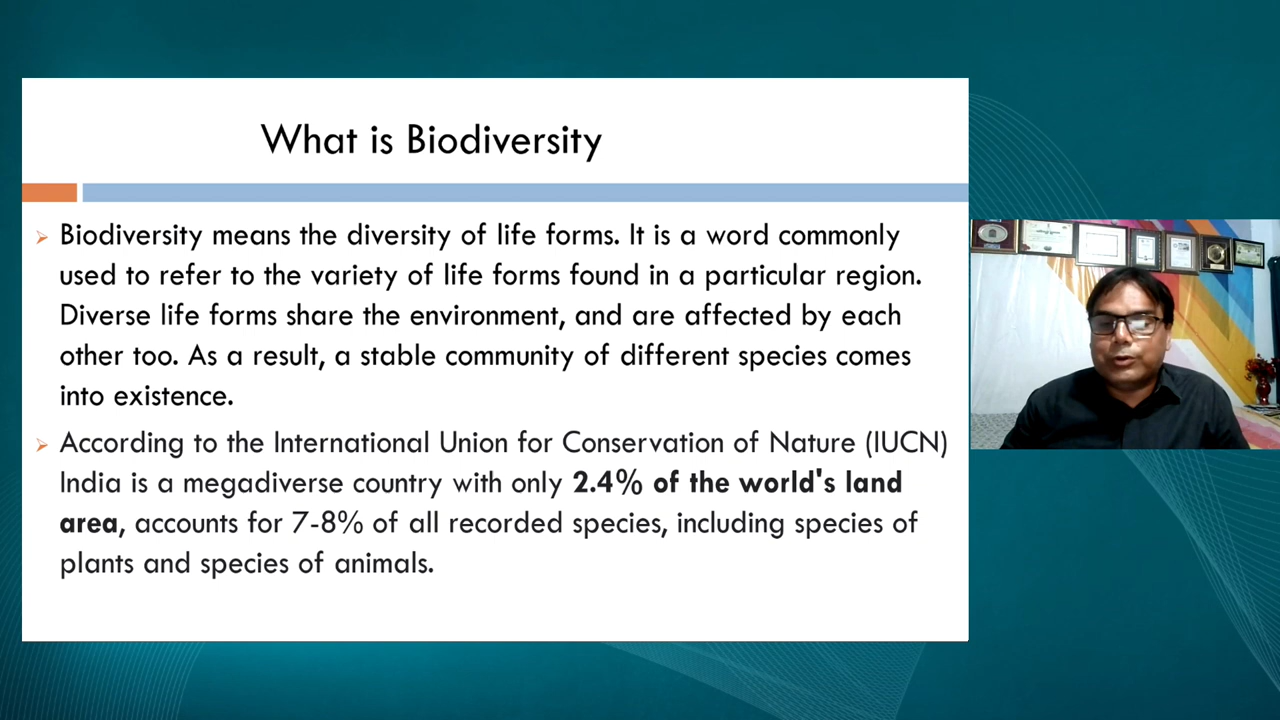 What is Biodiversity
Biodiversity means the diversity of life forms. It is a word commonly
used to refer to the variety of life forms found in a particular region.
Diverse life forms share the environment, and are affected by each
other too. As a result, a stable community of different species comes
into existence.
According to the International Union for Conservation of Nature (IUCN)
India is a megadiverse country with only 2.4% of the world's land
area, accounts for 7-8% of all recorded species, including species of
plants and species of animals.